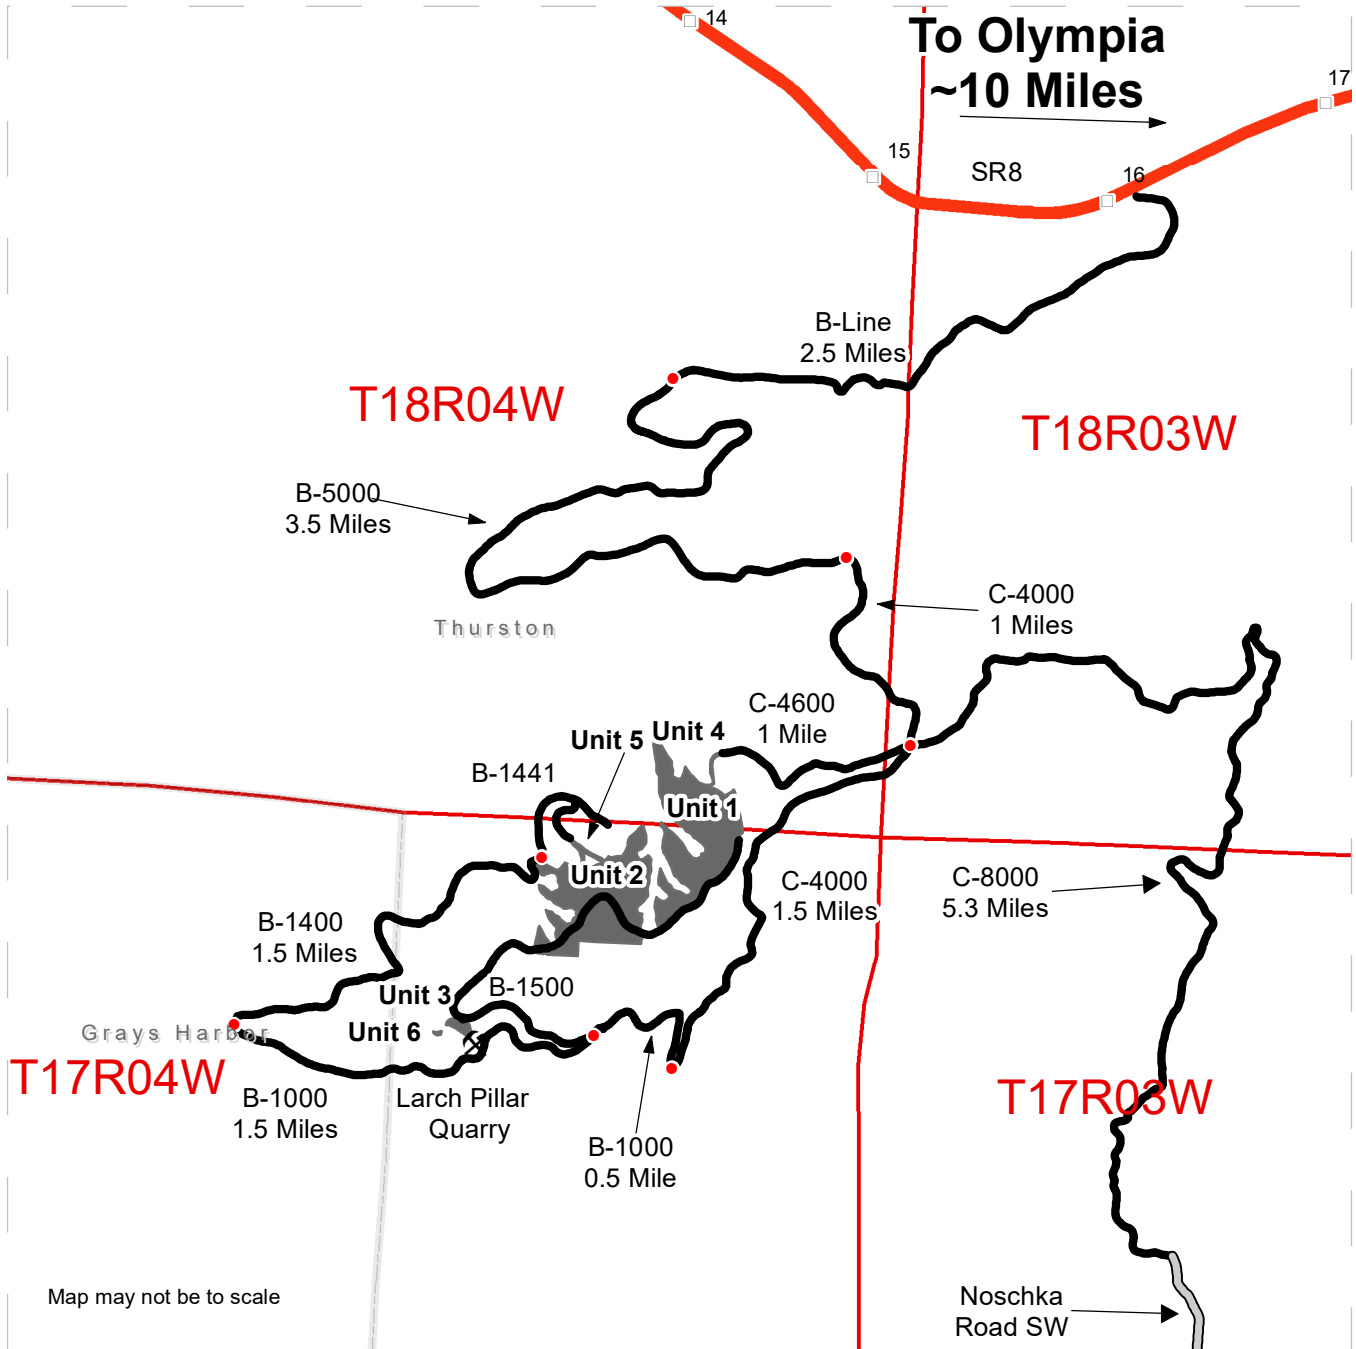 14
To Olympia
~10 Miles
17
15
SR8
16
B-Line
2.5 Miles
T18R04W
T18R03W
B-5000
3.5 Miles
C-4000
1 Miles
Thurston
C-4600
1 Mile
Unit 4
Unit 5
B-1441
Unit 1
Unit 2
C-4000
1.5 Miles
C-8000
5.3 Miles
B-1400
1.5 Miles
Unit 3
B-1500
Unit 6
Grays Harbor
T17R04W
T17R03W
B-1000
1.5 Miles
Larch Pillar
Quarry
B-1000
0.5 Mile
Map may not be to scale
Noschka
Road SW